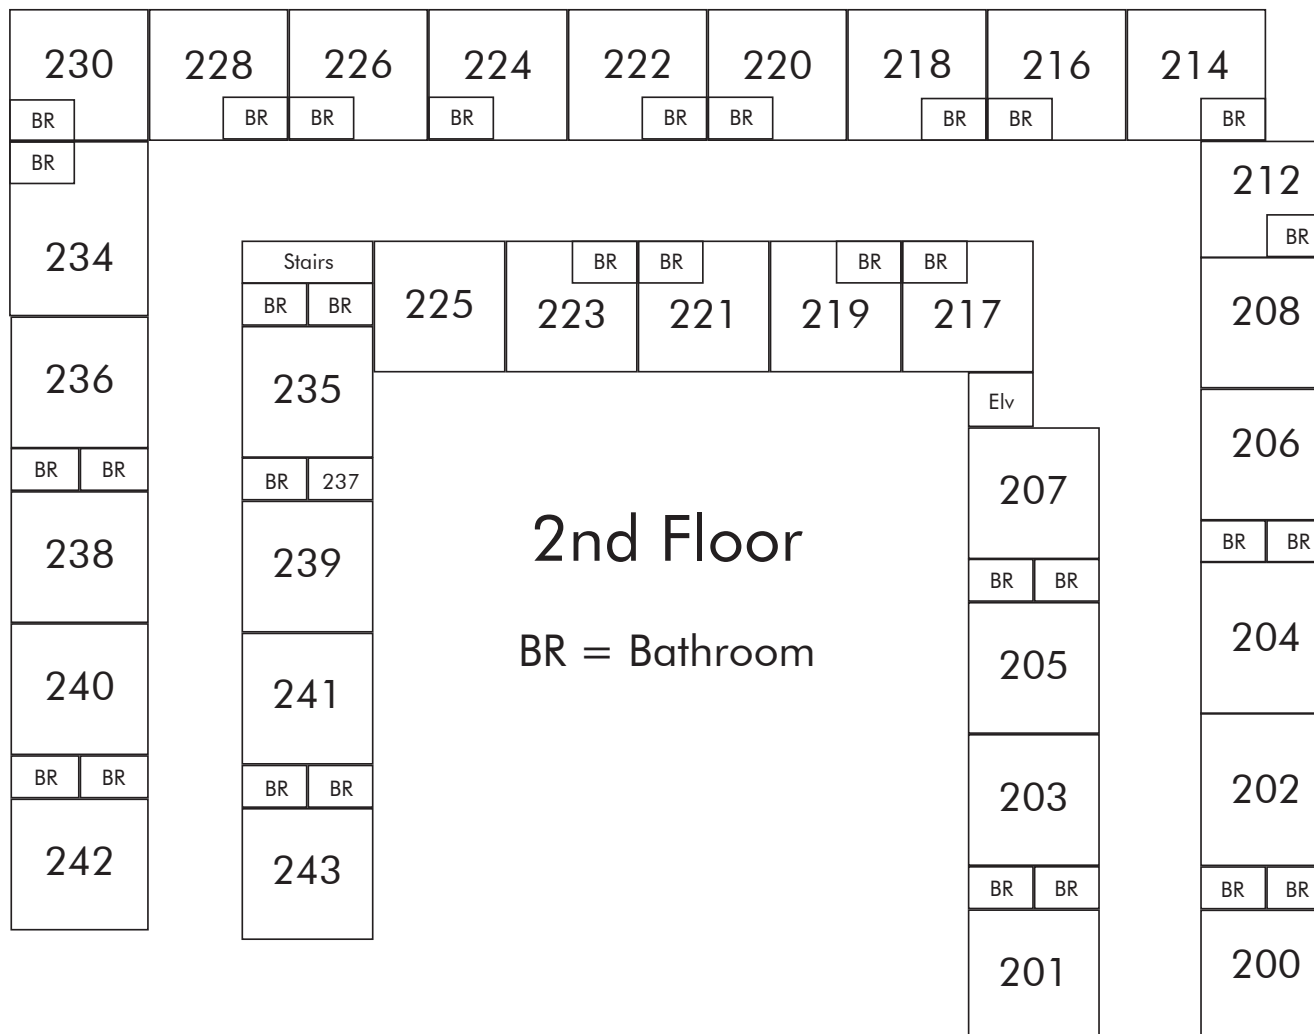 230 228 226 224 222 220 218 216 214
BR BR BR BR BR BR BR BR BR
BR
212
BR
234
Stairs
BR BR BR BR
BR BR
225 223 221 219 217
208
236
235
Elv
206
BR BR
BR 237
207
238
239
2nd Floor
BR BR
BR BR
BR = Bathroom
204
205
240
241
BR BR
BR BR
203
202
242
243
BR BR
BR BR
201
200